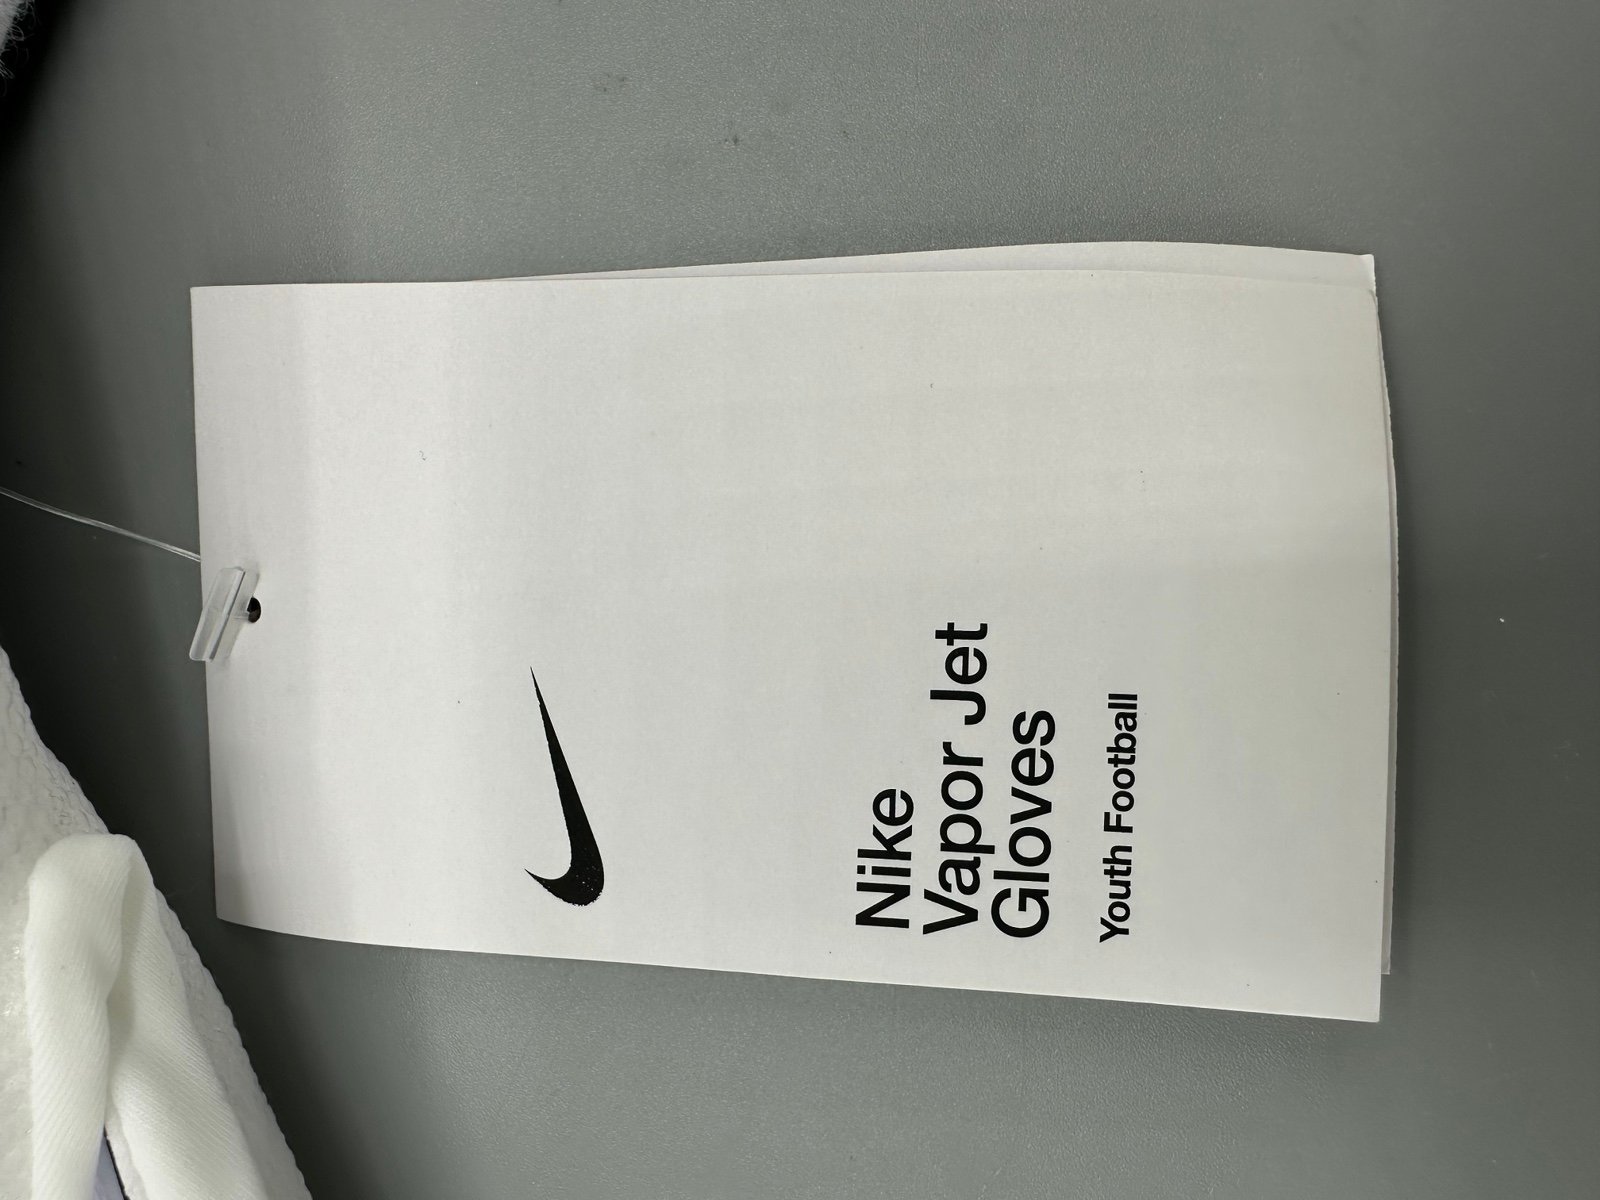 Nike
Vapor Jet
Gloves
Youth Football